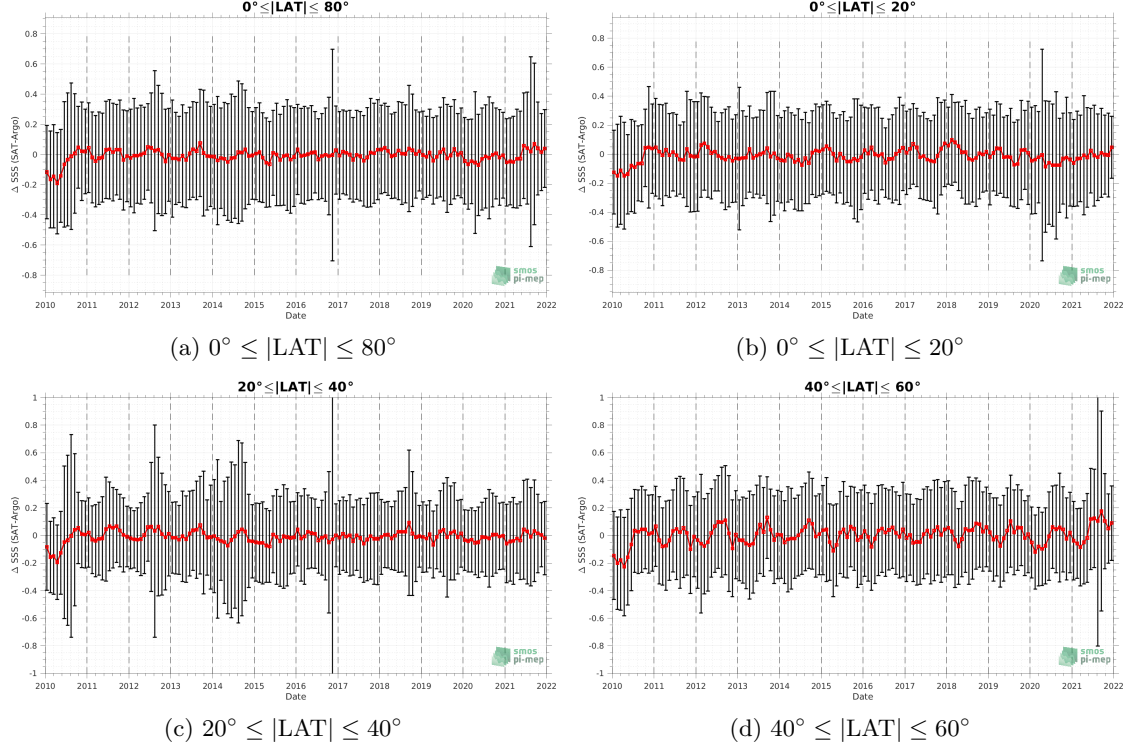 0°≤|LAT|≤ 80°
Δ SSS (SAT-Argo)
0.8
0.6
0.4
0.2
0
-0.2
-0.4
-0.6
-0.8
2010 2011 2012 2013 2014 2015 2016 2017 2018 2019 2020 2021 2022
Date
smos
pi-mep
(a) 0° ≤ |LAT| ≤ 80°
0°≤|LAT|≤ 20°
Δ SSS (SAT-Argo)
0.8
0.6
0.4
0.2
0
-0.2
-0.4
-0.6
-0.8
2010 2011 2012 2013 2014 2015 2016 2017 2018 2019 2020 2021 2022
Date
smos
pi-mep
(b) 0° ≤ |LAT| ≤ 20°
20°≤|LAT|≤ 40°
Δ SSS (SAT-Argo)
1
0.8
0.6
0.4
0.2
0
-0.2
-0.4
-0.6
-0.8
-1
2010 2011 2012 2013 2014 2015 2016 2017 2018 2019 2020 2021 2022
Date
smos
pi-mep
(c) 20° ≤ |LAT| ≤ 40°
40°≤|LAT|≤ 60°
Δ SSS (SAT-Argo)
1
0.8
0.6
0.4
0.2
0
-0.2
-0.4
-0.6
-0.8
-1
2010 2011 2012 2013 2014 2015 2016 2017 2018 2019 2020 2021 2022
Date
smos
pi-mep
(d) 40° ≤ |LAT| ≤ 60°